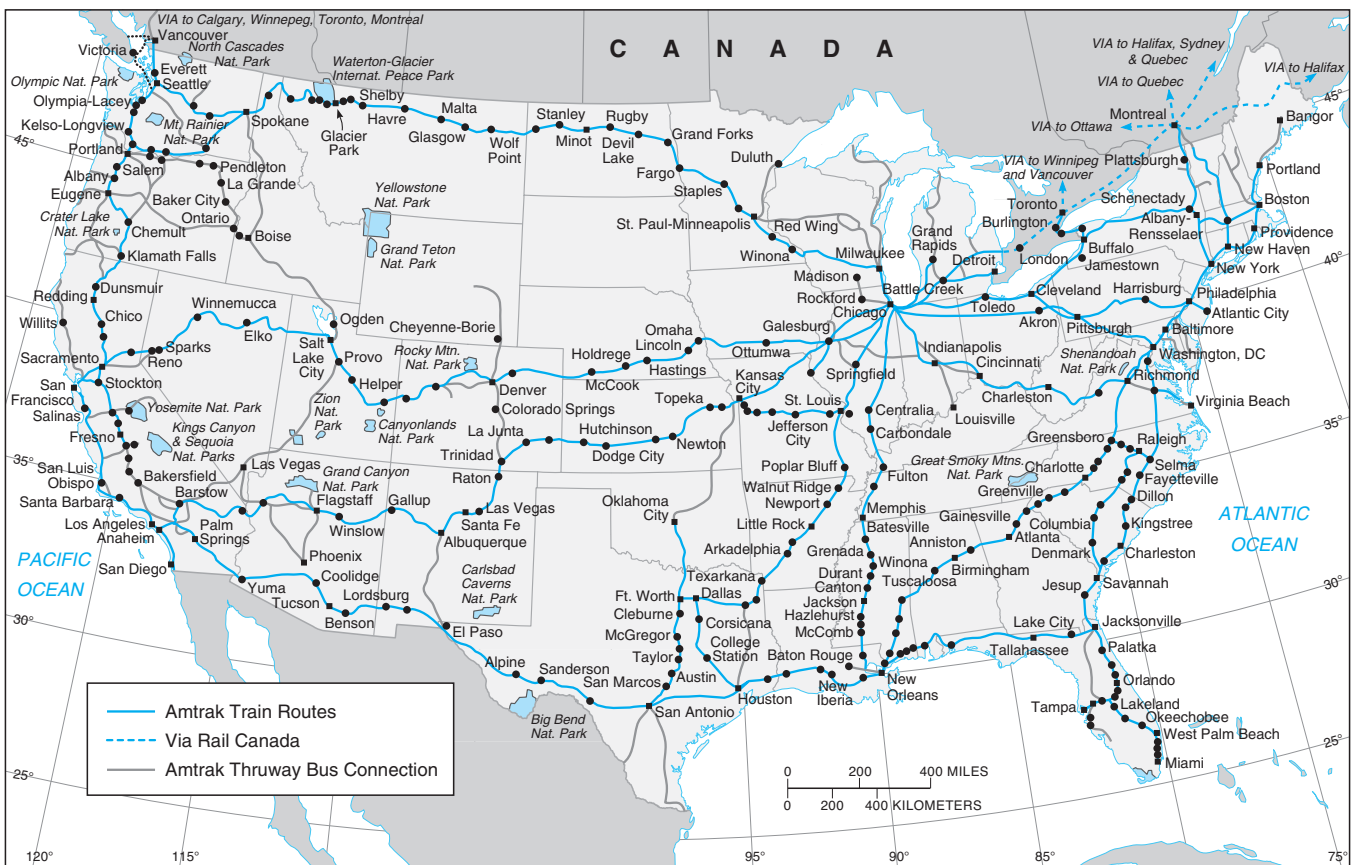 VIA to Calgary, Winnepeg, Toronto, Montreal
Vancouver
C A N A D A
VIA to Halifax, Sydney
& Quebec
VIA to Quebec
VIA to Halifax
Victoria
North Cascades
Nat. Park
Waterton-Glacier
Internat. Peace Park
Olympic Nat. Park
Everett
Seattle
Olympia-Lacey
Mt. Rainier
Nat. Park
Spokane
Glacier
Park
Shelby
Havre
Malta
Glasgow
Wolf
Point
Stanley
Minot
Rugby
Devil
Lake
Grand Forks
Fargo
Duluth
Staples
Montreal
VIA to Ottawa
Bangor
45°
45°
Kelso-Longview
Portland
Salem
Albany
Eugene
Pendleton
La Grande
Baker City
Ontario
Boise
Crater Lake
Nat. Park
Chemult
Klamath Falls
Yellowstone
Nat. Park
Grand Teton
Nat. Park
St. Paul-Minneapolis
Red Wing
Winona
Milwaukee
Madison
Rockford
Chicago
Grand
Rapids
Detroit
Battle Creek
VIA to Winnipeg
and Vancouver
Toronto
Burlington
London
Plattsburgh
Schenectady
Albany-
Rensselaer
Buffalo
Jamestown
Portland
Boston
Providence
New Haven
New York
40°
40°
Redding
Dunsmuir
Chico
Willits
Winnemucca
Elko
Sparks
Reno
Sacramento
Stockton
San
Francisco
Salinas
Ogden
Salt
Lake
City
Provo
Helper
Cheyenne-Borie
Rocky Mtn.
Nat. Park
Denver
Colorado Springs
Holdrege
McCook
Hastings
Lincoln
Omaha
Ottumwa
Galesburg
Toledo
Cleveland
Akron
Pittsburgh
Harrisburg
Philadelphia
Atlantic City
Baltimore
Washington, DC
Shenandoah
Nat. Park
Richmond
Virginia Beach
Indianapolis
Cincinnati
Charleston
Louisville
Yosemite Nat. Park
Kings Canyon
& Sequoia
Nat. Parks
Fresno
Bakersfield
Barstow
Zion
Nat.
Park
Canyonlands
Nat. Park
Las Vegas
Grand Canyon
Nat. Park
La Junta
Trinidad
Raton
Hutchinson
Dodge City
Newton
Topeka
Kansas
City
Jefferson
City
St. Louis
Springfield
Centralia
Carbondale
Fulton
35°
35°
San Luis
Obispo
Santa Barbara
Los Angeles
Anaheim
San Diego
Palm
Springs
Flagstaff
Winslow
Gallup
Albuquerque
Las Vegas
Santa Fe
Phoenix
Coolidge
Yuma
Tucson
Benson
Lordsburg
El Paso
Carlsbad
Caverns
Nat. Park
Oklahoma
City
Poplar Bluff
Walnut Ridge
Newport
Little Rock
Arkadelphia
Texarkana
Great Smoky Mtns.
Nat. Park
Greensboro
Raleigh
Charlotte
Selma
Fayetteville
Greenville
Dillon
Gainesville
Columbia
Kingstree
Atlanta
Denmark
Charleston
Anniston
Birmingham
Tuscaloosa
Memphis
Batesville
Grenada
Winona
Durant
Canton
Jackson
Hazlehurst
McComb
PACIFIC
OCEAN
ATLANTIC
OCEAN
30°
30°
Ft. Worth
Dallas
Cleburne
Corsicana
McGregor
College
Station
Taylor
Austin
San Marcos
Alpine
Sanderson
San Antonio
Houston
Baton Rouge
New
Iberia
New
Orleans
Big Bend
Nat. Park
Jesup
Savannah
Lake City
Jacksonville
Tallahassee
Palatka
Orlando
Tampa
Lakeland
Okeechobee
West Palm Beach
Miami
25°
25°
Amtrak Train Routes
Via Rail Canada
Amtrak Thruway Bus Connection
0 200 400 MILES
0 200 400 KILOMETERS
120°
115°
95°
90°
85°
75°